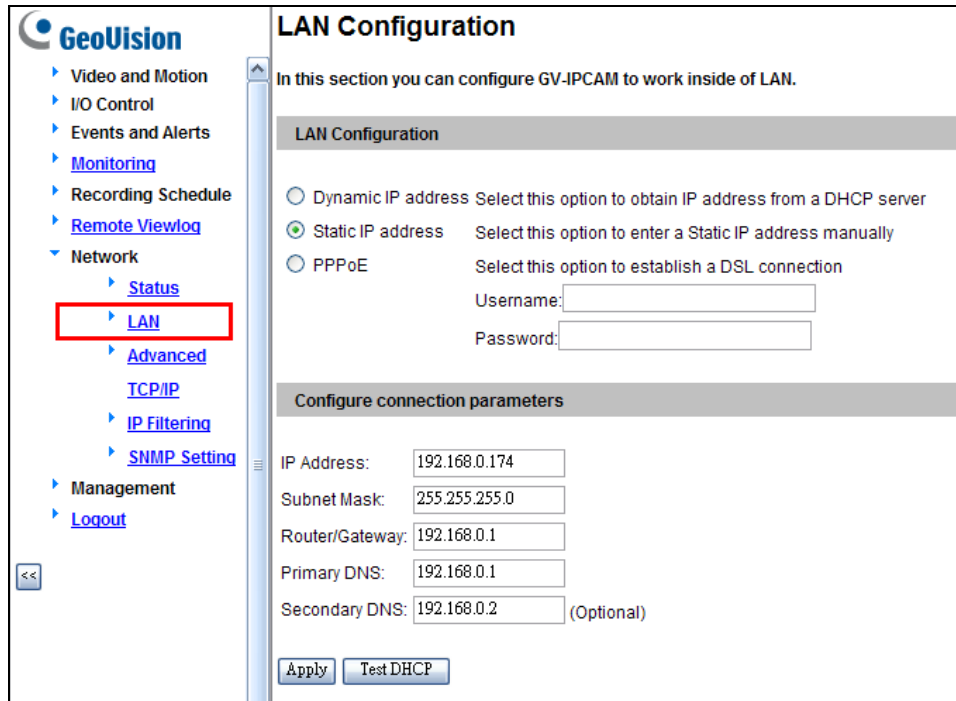 GeoVision
Video and Motion
I/O Control
Events and Alerts
Monitoring
Recording Schedule
Remote Viewlog
Network
Status
LAN
Advanced
TCP/IP
IP Filtering
SNMP Setting
Management
Logout
<<
LAN Configuration
In this section you can configure GV-IPCAM to work inside of LAN.
LAN Configuration
Dynamic IP address Select this option to obtain IP address from a DHCP server
Static IP address Select this option to enter a Static IP address manually
PPPoE Select this option to establish a DSL connection
Username:
Password:
Configure connection parameters
IP Address: 192.168.0.174
Subnet Mask: 255.255.255.0
Router/Gateway: 192.168.0.1
Primary DNS: 192.168.0.1
Secondary DNS: 192.168.0.2 (Optional)
Apply Test DHCP